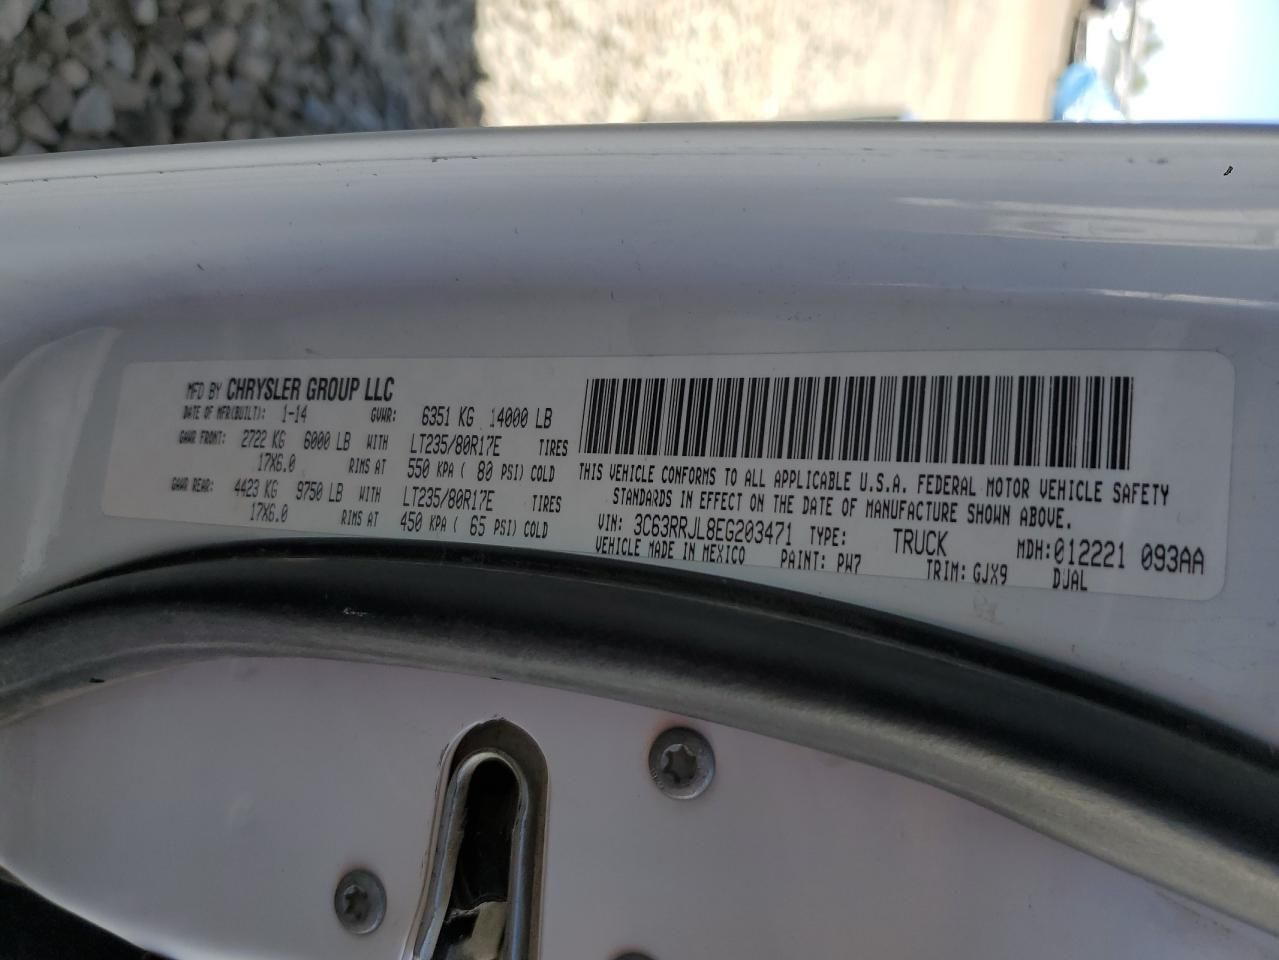 MFD BY CHRYSLER GROUP LLC
DATE OF MFR(BUILT): 1-14 GVWR: 6351 KG 14000 LB
GAWR FRONT: 2722 KG 6000 LB WITH LT235/80R17E TIRES
17X6.0 RIMS AT 550 KPA ( 80 PSI) COLD
GAWR REAR: 4423 KG 9750 LB WITH LT235/80R17E TIRES
17X6.0 RIMS AT 450 KPA ( 65 PSI) COLD
THIS VEHICLE CONFORMS TO ALL APPLICABLE U.S.A. FEDERAL MOTOR VEHICLE SAFETY
STANDARDS IN EFFECT ON THE DATE OF MANUFACTURE SHOWN ABOVE.
VIN: 3C63RRJL8EG203471 TYPE: TRUCK MDH: 012221 093AA
VEHICLE MADE IN MEXICO PAINT: PW7 TRIM: GJX9 DJAL